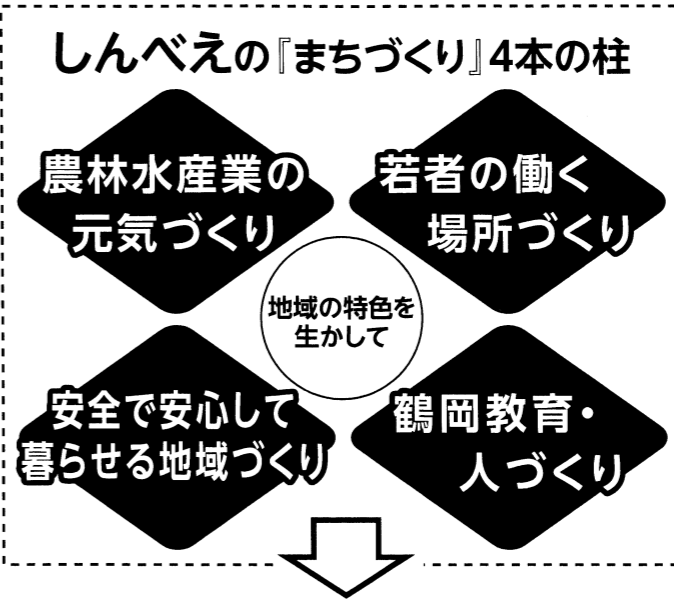 しんべえの『まちづくり』4本の柱
農林水産業の
元気づくり
若者の働く
場所づくり
地域の特色を
生かして
安全で安心して
暮らせる地域づくり
鶴岡教育・
人づくり